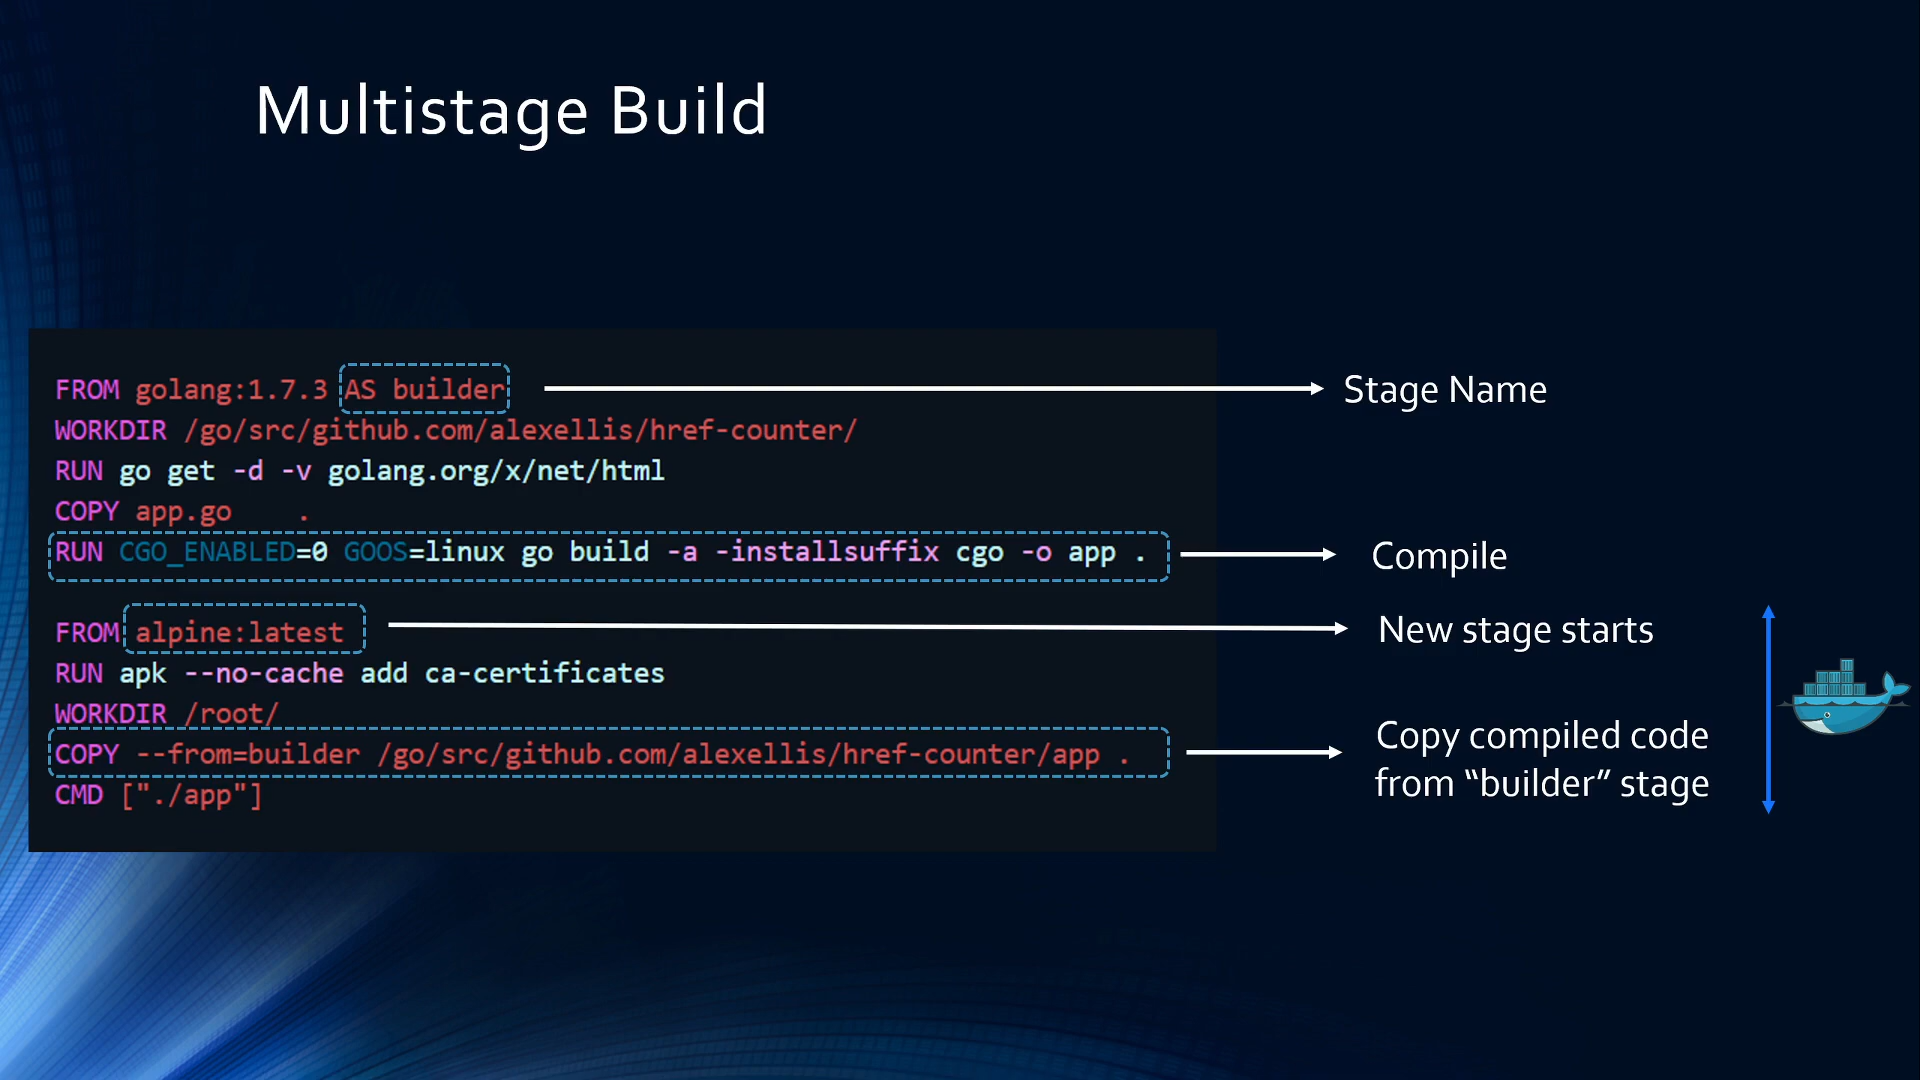 Multistage Build
FROM golang:1.7.3 AS builder
Stage Name
WORKDIR /go/src/github.com/alexellis/href-counter/
RUN go get -d -v golang.org/x/net/html
COPY app.go    .
RUN CGO_ENABLED=0 GOOS=linux go build -a -installsuffix cgo -o app .
Compile
FROM alpine:latest
New stage starts
RUN apk --no-cache add ca-certificates
WORKDIR /root/
COPY --from=builder /go/src/github.com/alexellis/href-counter/app .
Copy compiled code
from “builder” stage
CMD ["./app"]